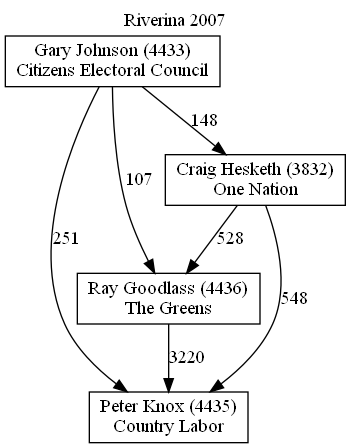 Riverina 2007
Gary Johnson (4433)
Citizens Electoral Council
148
Craig Hesketh (3832)
One Nation
107
251
528
Ray Goodlass (4436)
The Greens
548
3220
Peter Knox (4435)
Country Labor